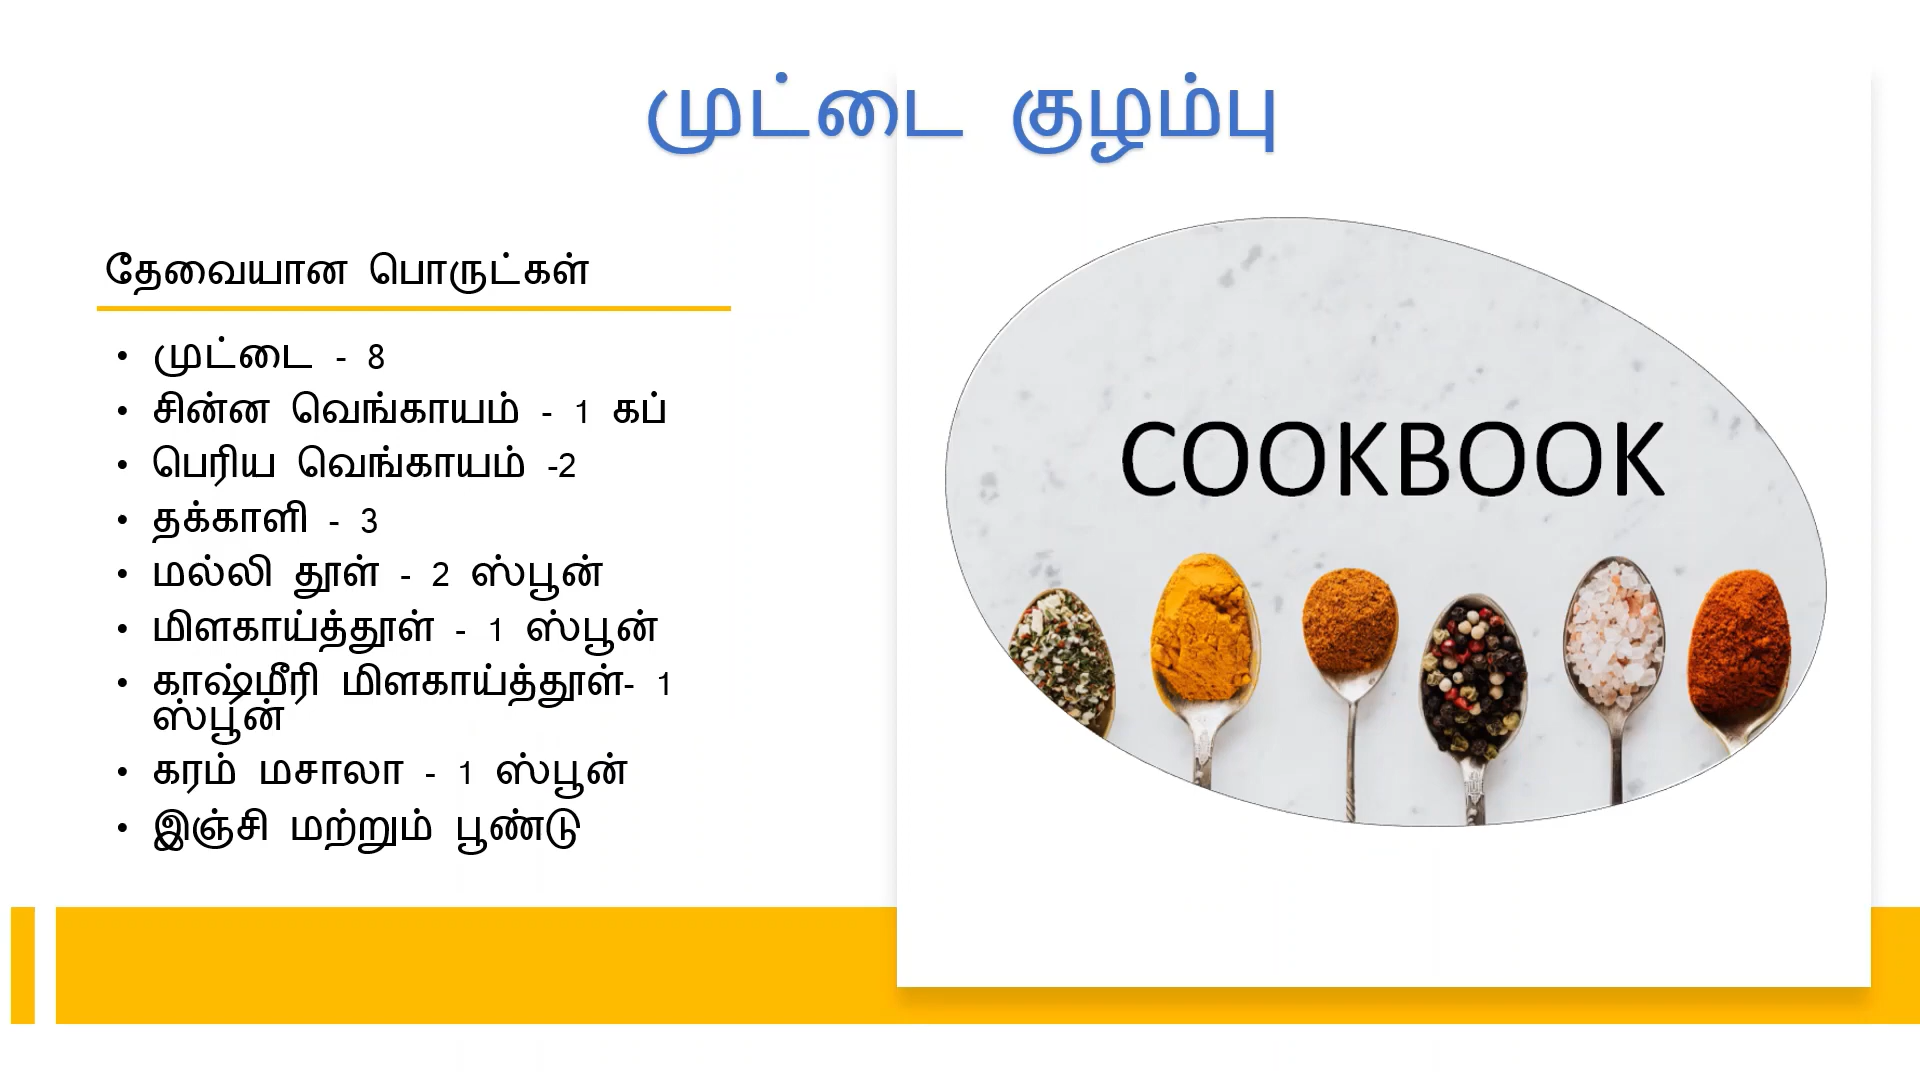 முட்டை குழம்பு
தேவையான பொருட்கள்
• முட்டை - 8
• சின்ன வெங்காயம் - 1 கப்
• பெரிய வெங்காயம் -2
• தக்காளி - 3
• மல்லி தூள் - 2 ஸ்பூன்
• மிளகாய்த்தூள் - 1 ஸ்பூன்
• காஷ்மீரி மிளகாய்த்தூள்- 1
ஸ்பூன்
• கரம் மசாலா - 1 ஸ்பூன்
• இஞ்சி மற்றும் பூண்டு
COOKBOOK